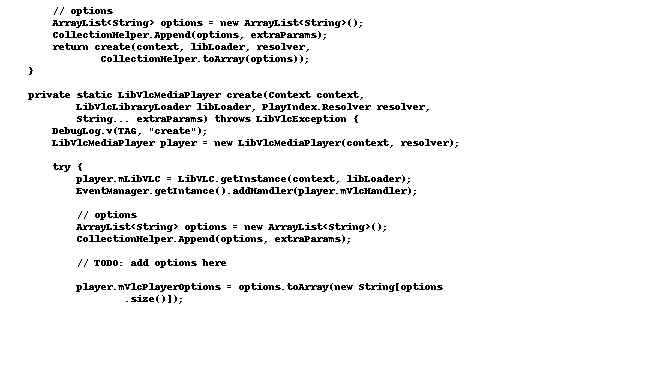 // options
ArrayList<String> options = new ArrayList<String>();
CollectionHelper.Append(options, extraParams);
return create(context, libLoader, resolver,
CollectionHelper.toArray(options));
}
private static LibVlcMediaPlayer create(Context context,
LibVlcLibraryLoader libLoader, PlayIndex.Resolver resolver,
String... extraParams) throws LibVlcException {
DebugLog.v(TAG, "create");
LibVlcMediaPlayer player = new LibVlcMediaPlayer(context, resolver);
try {
player.mLibVLC = LibVLC.getInstance(context, libLoader);
EventManager.getIntance().addHandler(player.mVlcHandler);
// options
ArrayList<String> options = new ArrayList<String>();
CollectionHelper.Append(options, extraParams);
// TODO: add options here
player.mVlcPlayerOptions = options.toArray(new String[options
.size()]);